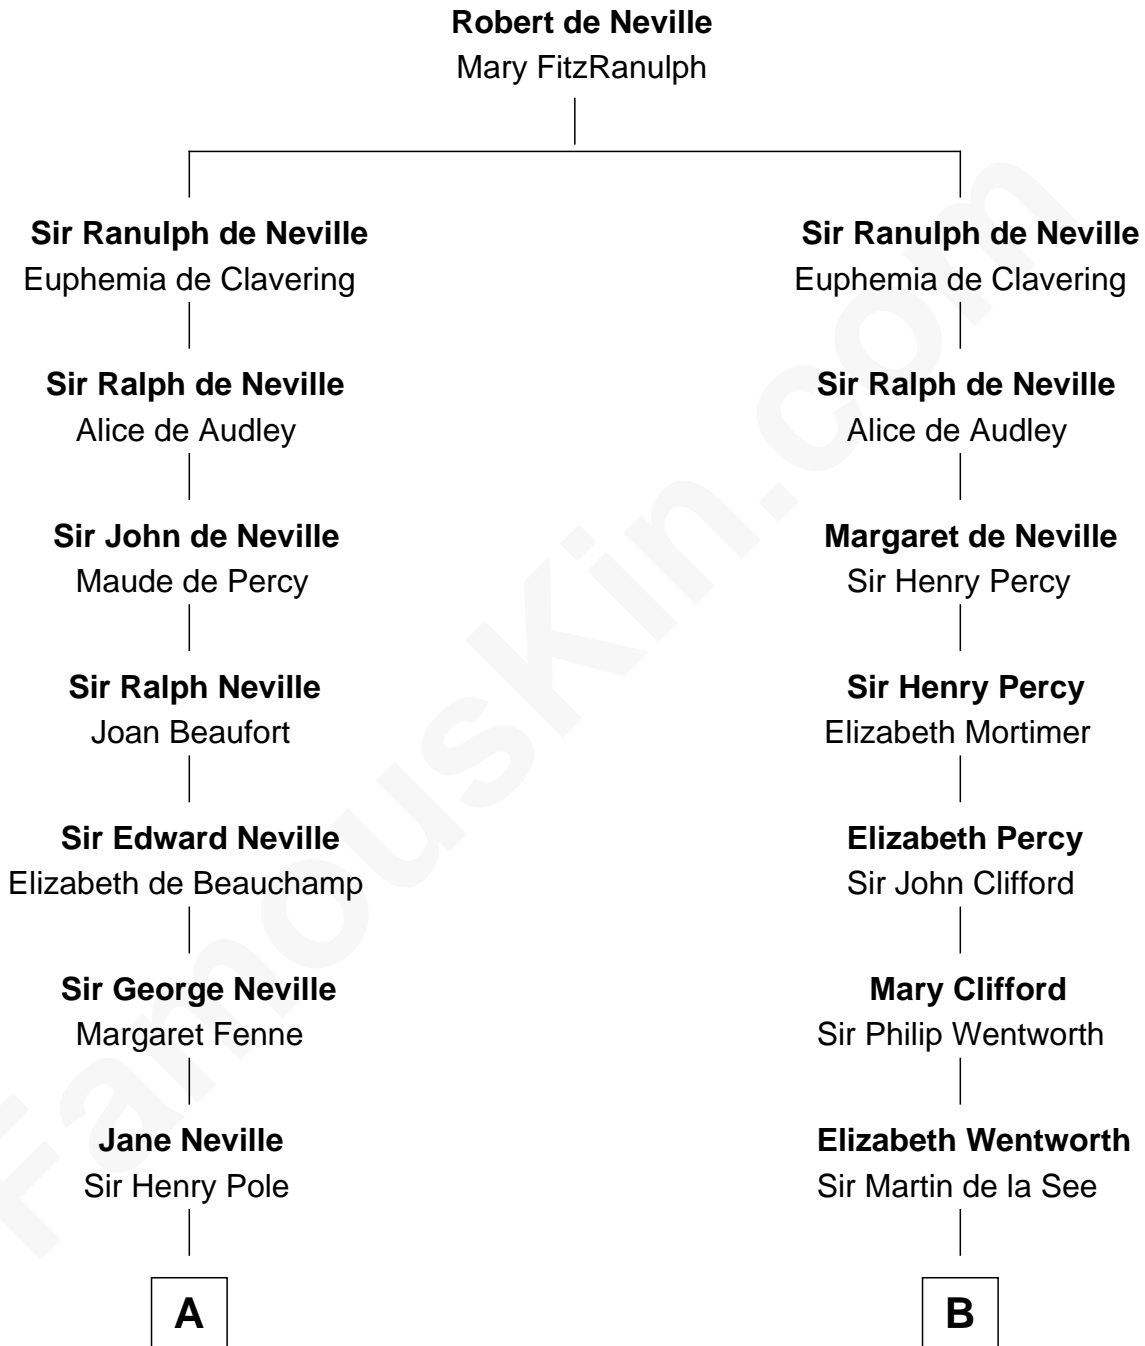 Robert de Neville
Mary FitzRanulph
Sir Ranulph de Neville
Euphemia de Clavering
Sir Ralph de Neville
Alice de Audley
Sir John de Neville
Maude de Percy
Sir Ralph Neville
Joan Beaufort
Sir Edward Neville
Elizabeth de Beauchamp
Sir George Neville
Margaret Fenne
Jane Neville
Sir Henry Pole
A
Sir Ranulph de Neville
Euphemia de Clavering
Sir Ralph de Neville
Alice de Audley
Margaret de Neville
Sir Henry Percy
Sir Henry Percy
Elizabeth Mortimer
Elizabeth Percy
Sir John Clifford
Mary Clifford
Sir Philip Wentworth
Elizabeth Wentworth
Sir Martin de la See
B
FamousKin.com